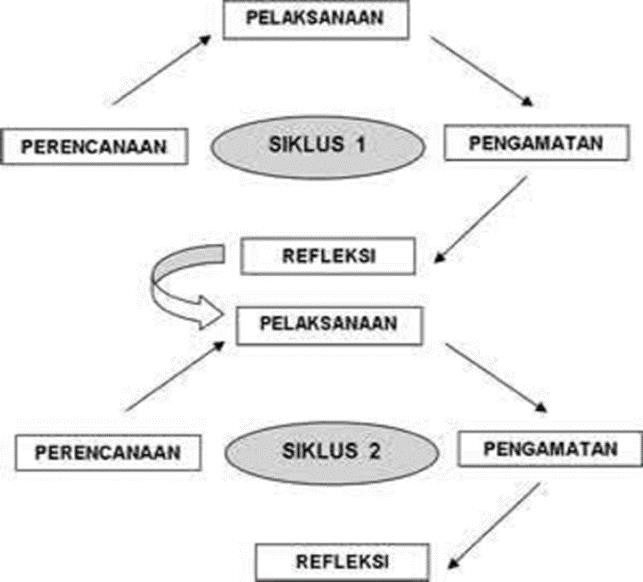 PELAKSANAAN
PERENCANAAN
SIKLUS 1
PENGAMATAN
REFLEKSI
PELAKSANAAN
PERENCANAAN
SIKLUS 2
PENGAMATAN
REFLEKSI